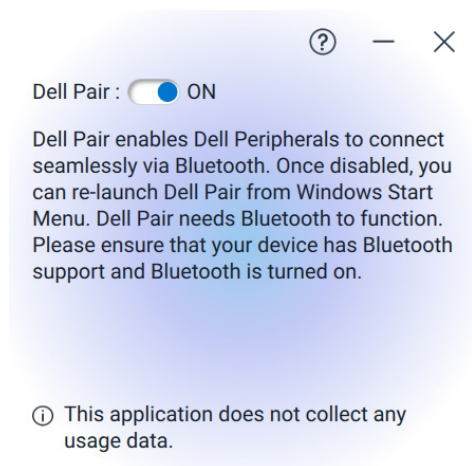 Dell Pair : ON
Dell Pair enables Dell Peripherals to connect
seamlessly via Bluetooth. Once disabled, you
can re-launch Dell Pair from Windows Start
Menu. Dell Pair needs Bluetooth to function.
Please ensure that your device has Bluetooth
support and Bluetooth is turned on.
This application does not collect any
usage data.